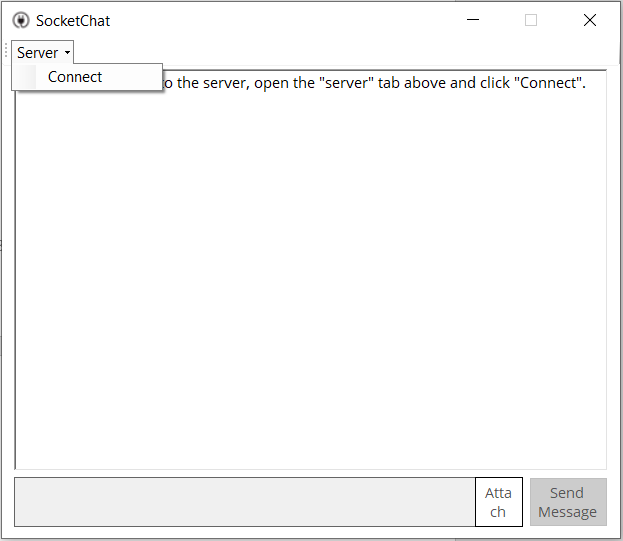 SocketChat
Server
Connect
o the server, open the "server" tab above and click "Connect".
Atta
ch
Send
Message